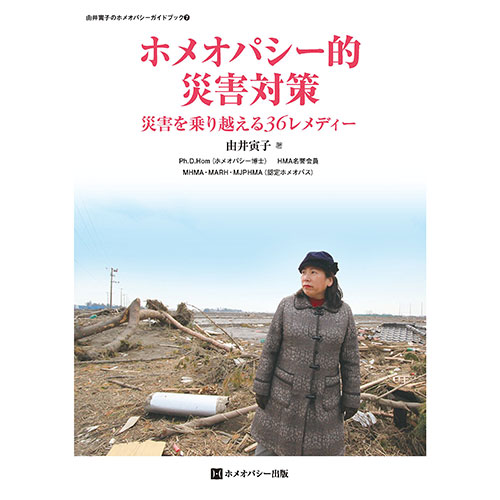 由井寅子のホメオパシーガイドブック❼
ホメオパシー的
災害対策
災害を乗り越える36レメディー
由井寅子 著
Ph.D.Hom（ホメオパシー博士） HMA名誉会員
MHMA・MARH・MJPHMA（認定ホメオパス）
ホメオパシー出版